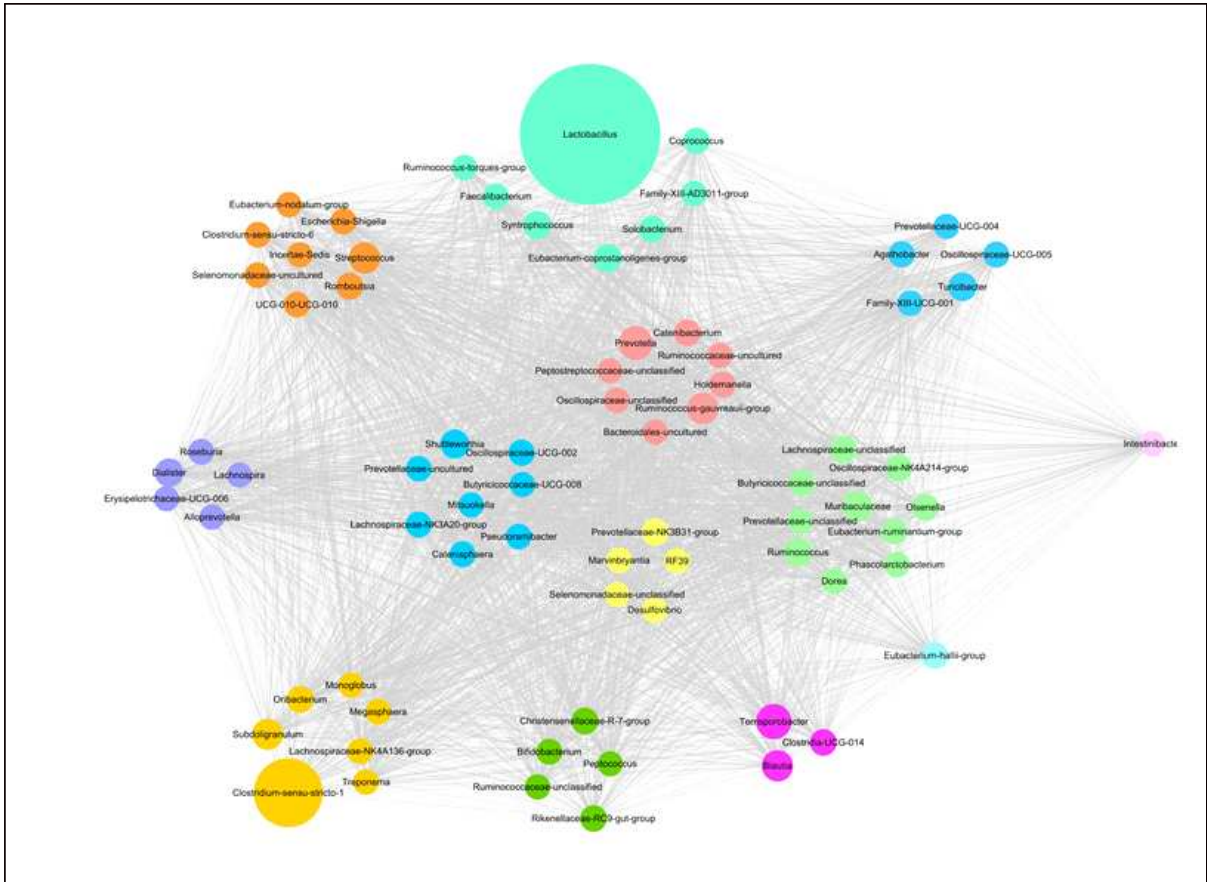 Lactobacillus
Coprococcus
Ruminococcus-torques-group
Faecalibacterium
Family-XIII-AD3011-group
Syntrophococcus
Solobacterium
Eubacterium-coprostanoligenes-group
Eubacterium-nodatum-group
Escherichia-Shigella
Clostridium-sensu-stricto-6
Incertae-Sedis
Streptococcus
Selenomonadaceae-uncultured
Romboutsia
UCG-010-UCG-010
Prevotellaceae-UCG-004
Agathobacter
Oscillospiraceae-UCG-005
Turicibacter
Family-XIII-UCG-001
Catenibacterium
Prevotella
Ruminococcaceae-uncultured
Peptostreptococcaceae-unclassified
Holdemanella
Oscillospiraceae-unclassified
Ruminococcus-gauvreauii-group
Bacteroidales-uncultured
Intestinibacte
Roseburia
Dialister
Lachnospira
Erysipelotrichaceae-UCG-006
Alloprevotella
Shuttleworthia
Oscillospiraceae-UCG-002
Prevotellaceae-uncultured
Butyricicoccaceae-UCG-008
Mitsuokella
Lachnospiraceae-NK3A20-group
Pseudoramibacter
Catenisphaera
Lachnospiraceae-unclassified
Oscillospiraceae-NK4A214-group
Butyricicoccaceae-unclassified
Muribaculaceae
Olsenella
Prevotellaceae-unclassified
Eubacterium-ruminantium-group
Ruminococcus
Phascolarctobacterium
Dorea
Prevotellaceae-NK3B31-group
Marvinbryantia
RF39
Selenomonadaceae-unclassified
Desulfovibrio
Eubacterium-hallii-group
Monoglobus
Oribacterium
Megasphaera
Subdoligranulum
Lachnospiraceae-NK4A136-group
Treponema
Clostridium-sensu-stricto-1
Christensenellaceae-R-7-group
Bifidobacterium
Peptococcus
Ruminococcaceae-unclassified
Rikenellaceae-RC9-gut-group
Terrisporobacter
Clostridia-UCG-014
Blautia